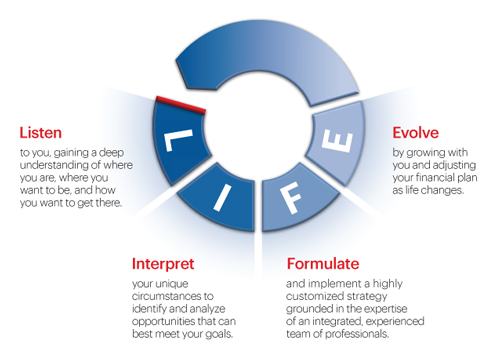 L
I
F
E
Listen
to you, gaining a deep
understanding of where
you are, where you
want to be, and how
you want to get there.
Interpret
your unique
circumstances to
identify and analyze
opportunities that can
best meet your goals.
Formulate
and implement a highly
customized strategy
grounded in the expertise
of an integrated, experienced
team of professionals.
Evolve
by growing with
you and adjusting
your financial plan
as life changes.